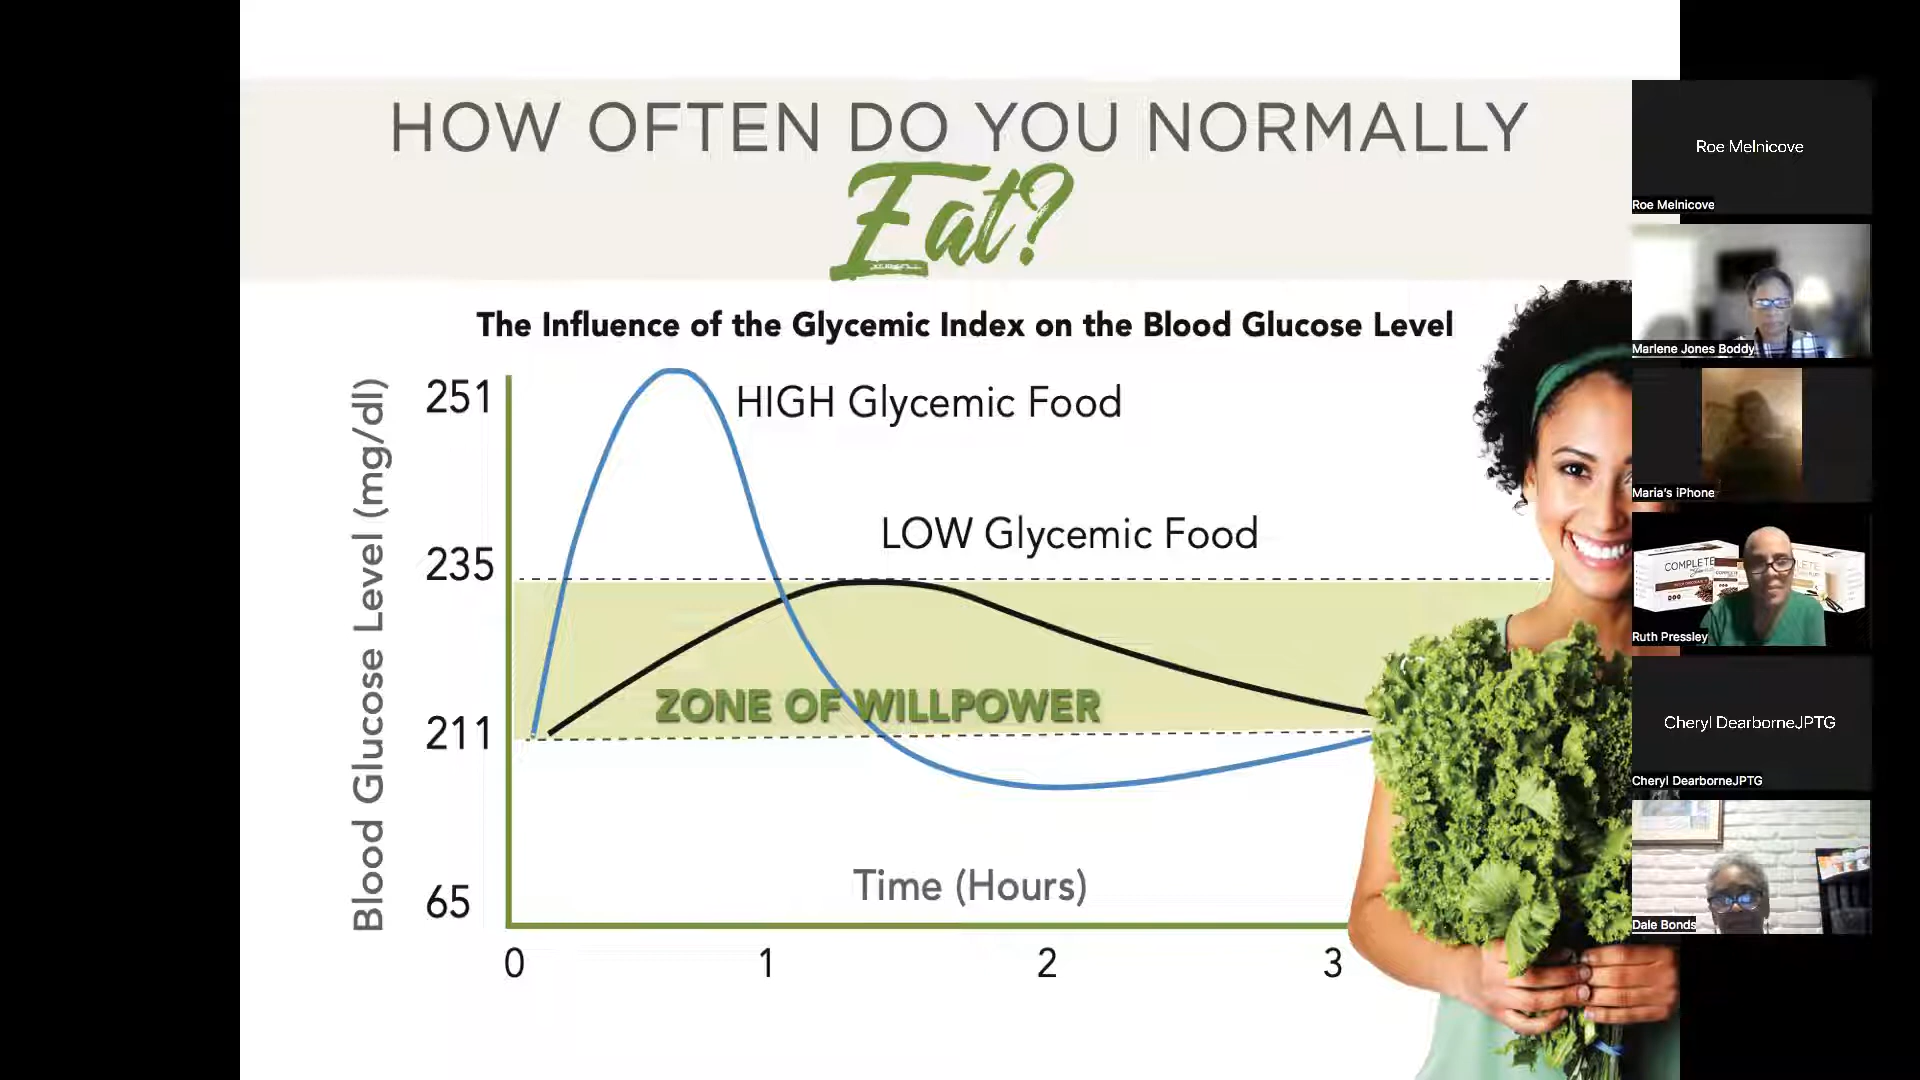 HOW OFTEN DO YOU NORMALLY
Eat?
The Influence of the Glycemic Index on the Blood Glucose Level
Blood Glucose Level (mg/dl)
251
235
211
65
HIGH Glycemic Food
LOW Glycemic Food
ZONE OF WILLPOWER
Time (Hours)
0 1 2 3
Roe Melnicove
Roe Melnicove
Marlene Jones Boddy
Maria's iPhone
COMPLETE
Ruth Pressley
Cheryl DearborneJPTG
Cheryl DearborneJPTG
Dale Bonds